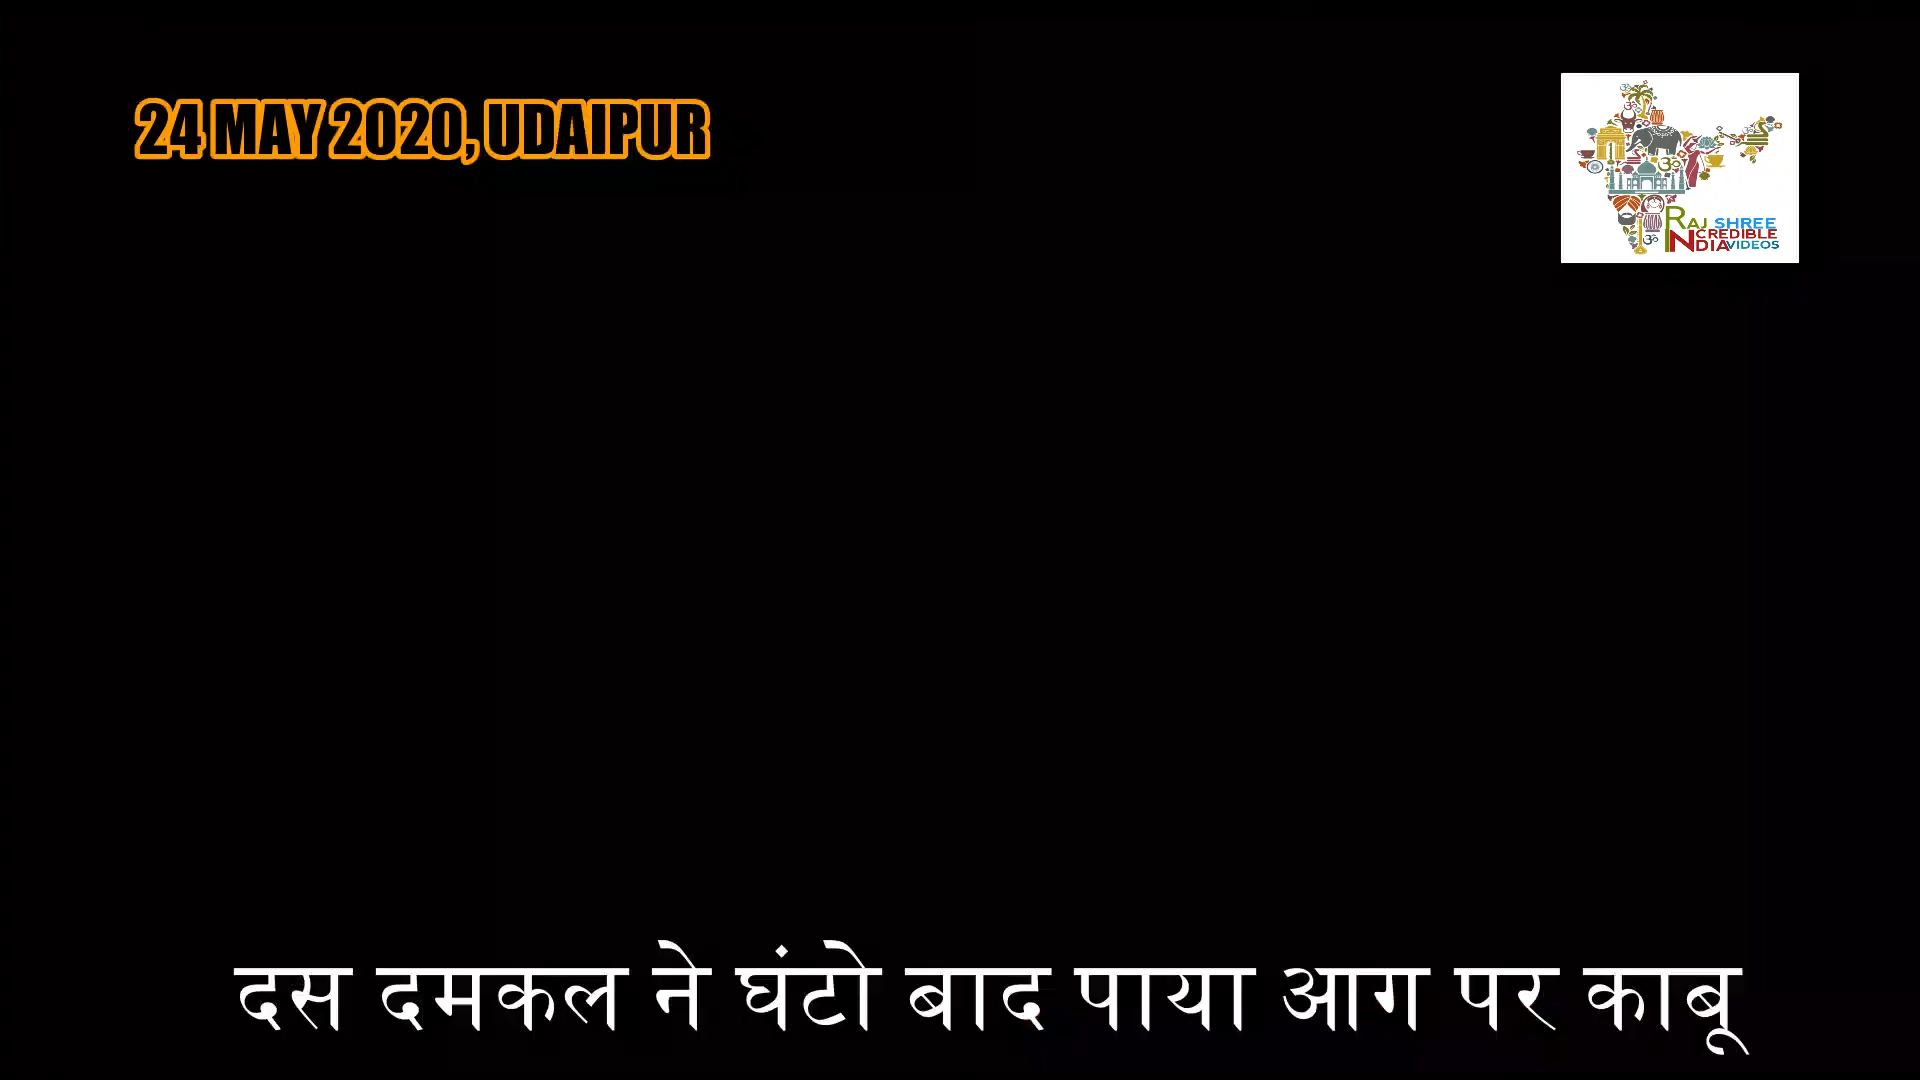 24 MAY 2020, UDAIPUR
RAJ SHREE
INCREDIBLE
INDIA VIDEOS
दस दमकल ने घंटो बाद पाया आग पर काबू